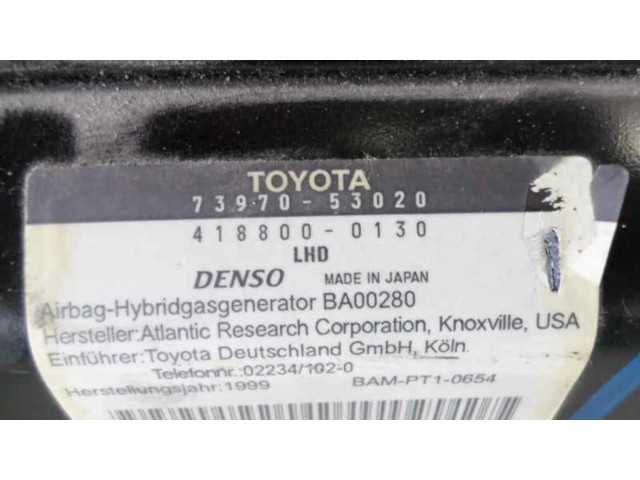 TOYOTA
73970-53020
418800-0130
LHD
DENSO MADE IN JAPAN
Airbag-Hybridgasgenerator BA00280
Hersteller:Atlantic Research Corporation, Knoxville, USA
Einführer:Toyota Deutschland GmbH, Köln.
Telefonnr.:02234/102-0
Herstellungsjahr:1999 BAM-PT1-0654